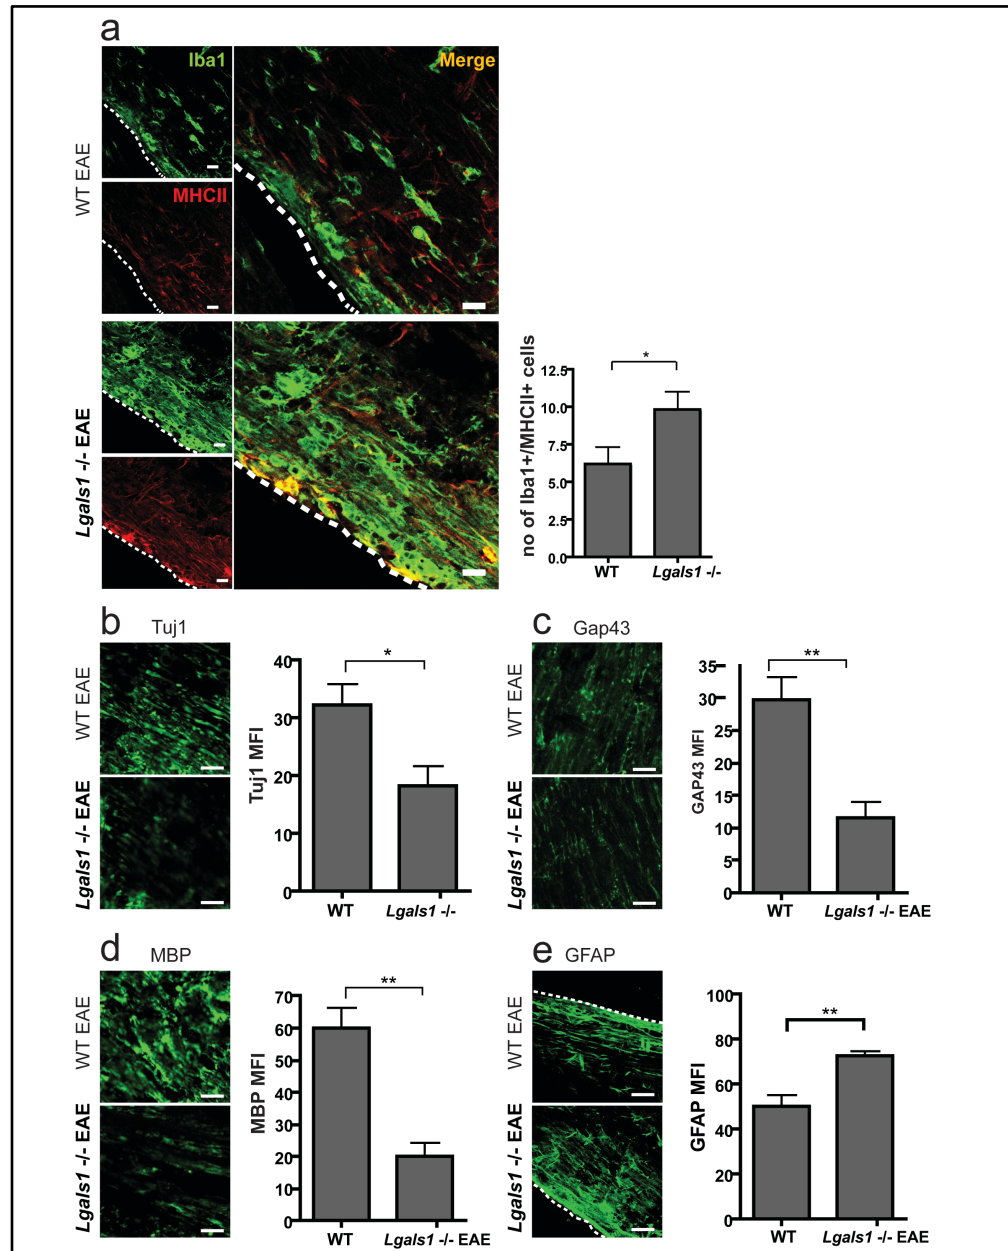 a
Iba1
Merge
WT EAE
MHCII
Lgals1 -/- EAE
no of Iba1+/MHCII+ cells
*
12.5
10.0
7.5
5.0
2.5
0.0
WT
Lgals1 -/-
b
Tuj1
WT EAE
Lgals1 -/- EAE
Tuj1 MFI
*
40
30
20
10
0
WT
Lgals1 -/-
c
Gap43
WT EAE
Lgals1 -/- EAE
GAP43 MFI
**
35
30
25
20
15
10
5
0
WT
Lgals1 -/- EAE
d
MBP
WT EAE
Lgals1 -/- EAE
MBP MFI
**
70
60
50
40
30
20
10
0
WT
Lgals1 -/- EAE
e
GFAP
WT EAE
Lgals1 -/- EAE
GFAP MFI
**
100
80
60
40
20
0
WT
Lgals1 -/- EAE